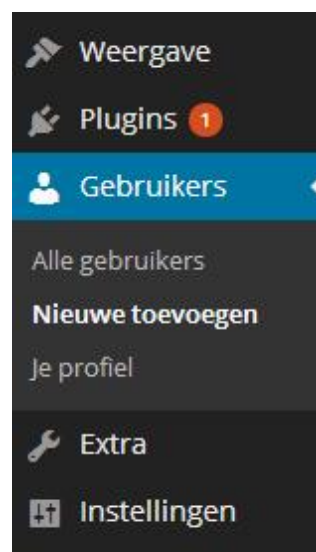 Weergave
Plugins 1
Gebruikers
Alle gebruikers
Nieuwe toevoegen
Je profiel
Extra
Instellingen